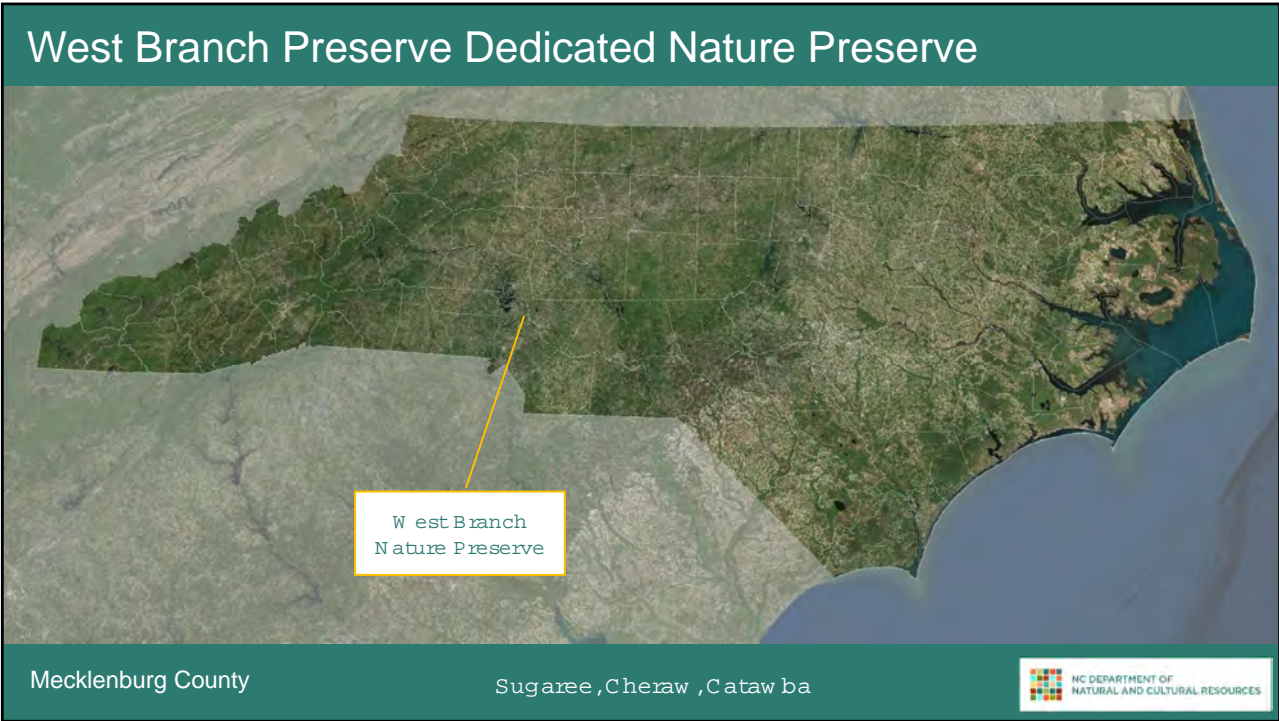 West Branch Preserve Dedicated Nature Preserve
West Branch
Nature Preserve
Mecklenburg County
Sugaree, Cheraw, Catawba
NC DEPARTMENT OF
NATURAL AND CULTURAL RESOURCES